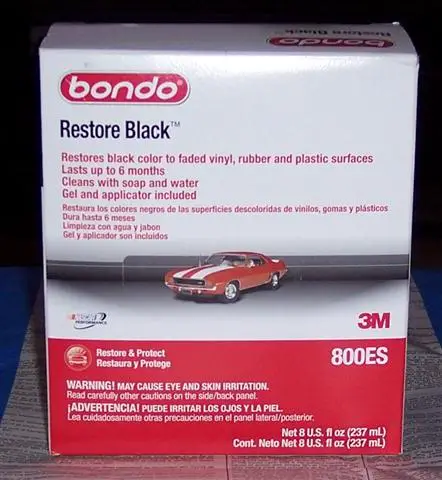 bondo
Restore Black
bondo®
Restore Black™
Restores black color to faded vinyl, rubber and plastic surfaces
Lasts up to 6 months
Cleans with soap and water
Gel and applicator included
Restaura los colores negros de las superficies descoloridas de vinilos, gomas y plásticos
Dura hasta 6 meses
Limpieza con agua y jabon
Gel y aplicador son incluidos
NASCAR
PERFORMANCE
3M
Restore & Protect
Restaura y Protege
800ES
WARNING! MAY CAUSE EYE AND SKIN IRRITATION.
Read carefully other cautions on the side/back panel.
¡ADVERTENCIA! PUEDE IRRITAR LOS OJOS Y LA PIEL.
Lea cuidadosamente otras precauciones en el panel lateral/posterior.
Net 8 U.S. fl oz (237 mL)
Cont. Neto Net 8 U.S. fl oz (237 mL)